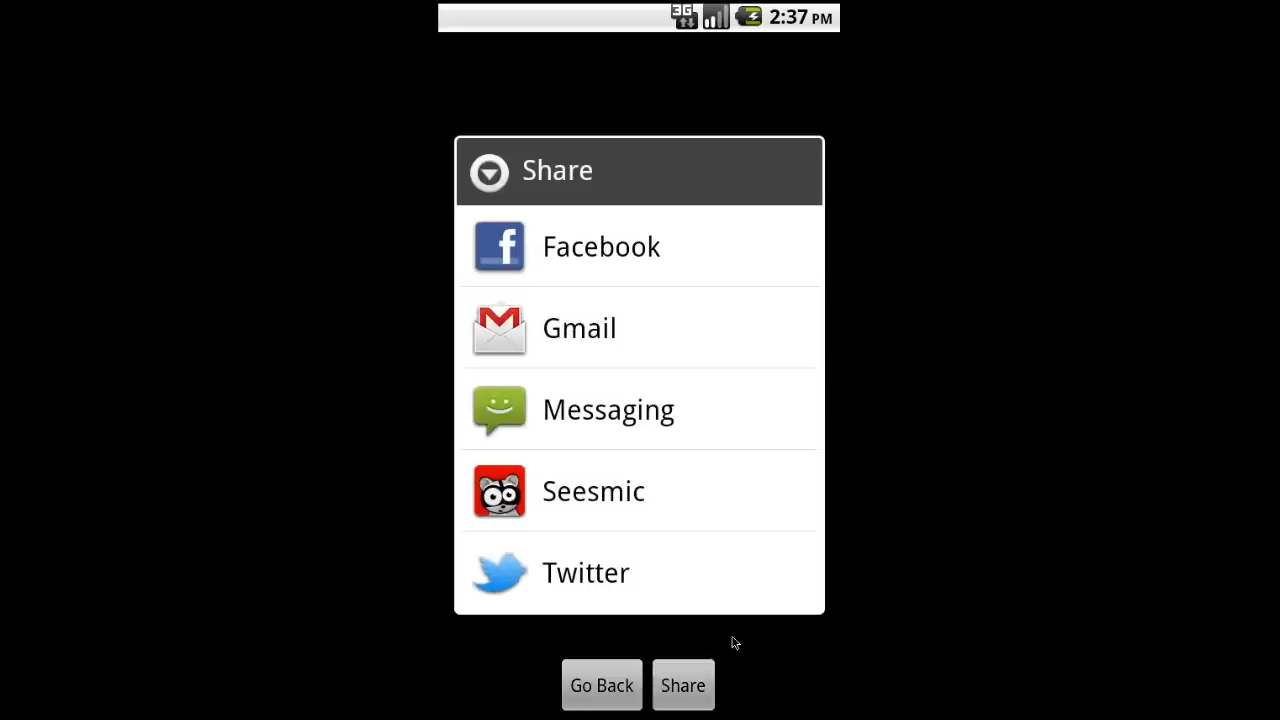 3G 2:37 PM
Share
Facebook
Gmail
Messaging
Seesmic
Twitter
Go Back Share